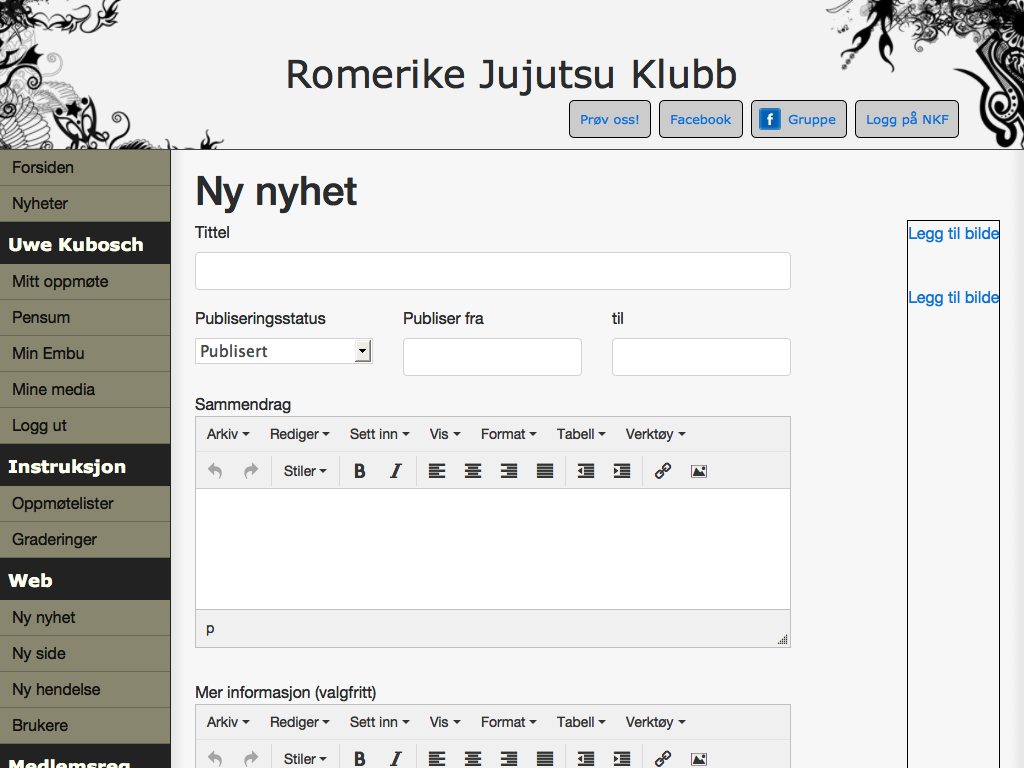 Romerike Jujutsu Klubb
Prøv oss! Facebook Gruppe Logg på NKF
Forsiden
Nyheter
Uwe Kubosch
Mitt oppmøte
Pensum
Min Embu
Mine media
Logg ut
Instruksjon
Oppmøtelister
Graderinger
Web
Ny nyhet
Ny side
Ny hendelse
Brukere
Medlemsreg
Ny nyhet
Tittel
Publiseringsstatus Publiser fra til
Publisert
Sammendrag
Arkiv Rediger Sett inn Vis Format Tabell Verktøy
Stiler B I
p
Mer informasjon (valgfritt)
Arkiv Rediger Sett inn Vis Format Tabell Verktøy
Stiler B I
Legg til bilde
Legg til bilde